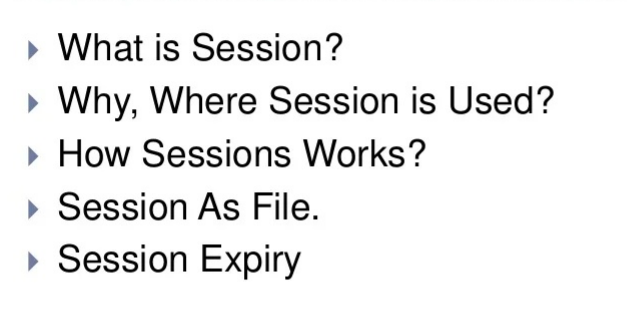 What is Session?
Why, Where Session is Used?
How Sessions Works?
Session As File.
Session Expiry